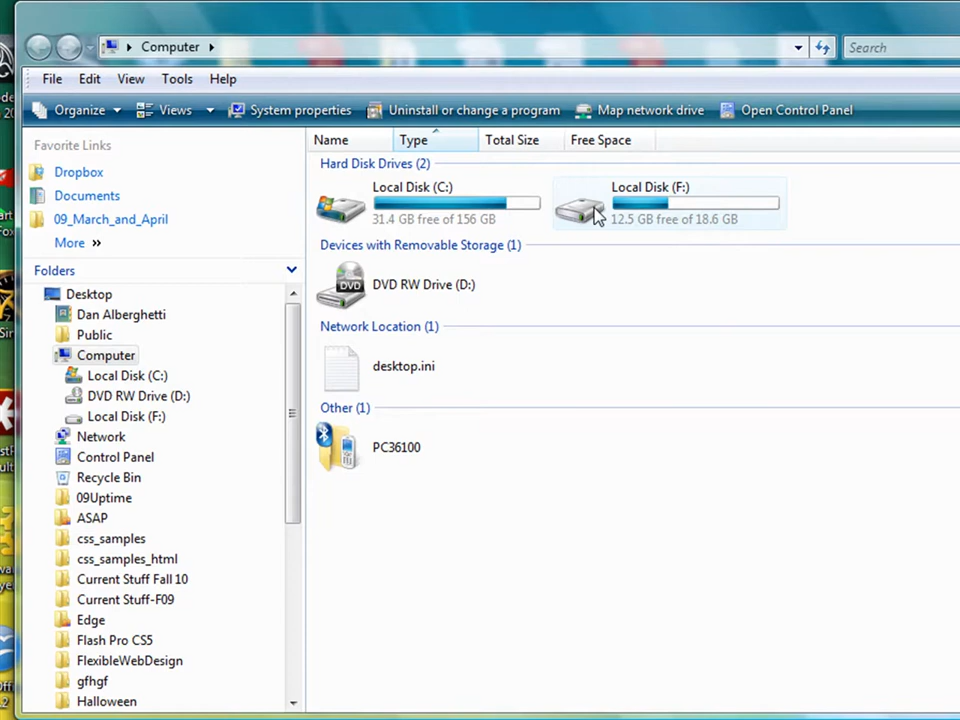 Computer
Search
File Edit View Tools Help
Organize Views System properties Uninstall or change a program Map network drive Open Control Panel
Favorite Links
Dropbox
Documents
09_March_and_April
More
Folders
Desktop
Dan Alberghetti
Public
Computer
Local Disk (C:)
DVD RW Drive (D:)
Local Disk (F:)
Network
Control Panel
Recycle Bin
09Uptime
ASAP
css_samples
css_samples_html
Current Stuff Fall 10
Current Stuff-F09
Edge
Flash Pro CS5
FlexibleWebDesign
gfhgf
Halloween
Name Type Total Size Free Space
Hard Disk Drives (2)
Local Disk (C:)
31.4 GB free of 156 GB
Local Disk (F:)
12.5 GB free of 18.6 GB
Devices with Removable Storage (1)
DVD
DVD RW Drive (D:)
Network Location (1)
desktop.ini
Other (1)
PC36100